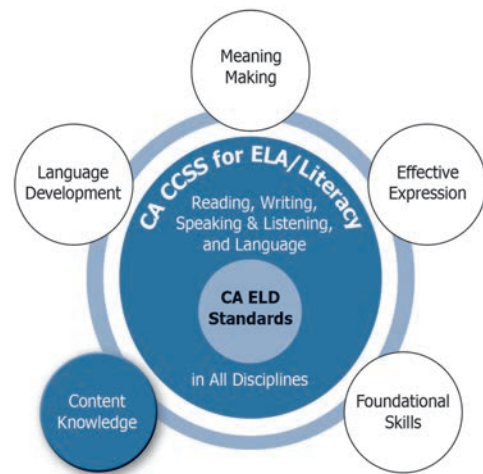 Meaning
Making
Language
Development
Effective
Expression
CA CCSS for ELA/Literacy
Reading, Writing,
Speaking & Listening,
and Language
CA ELD
Standards
in All Disciplines
Content
Knowledge
Foundational
Skills